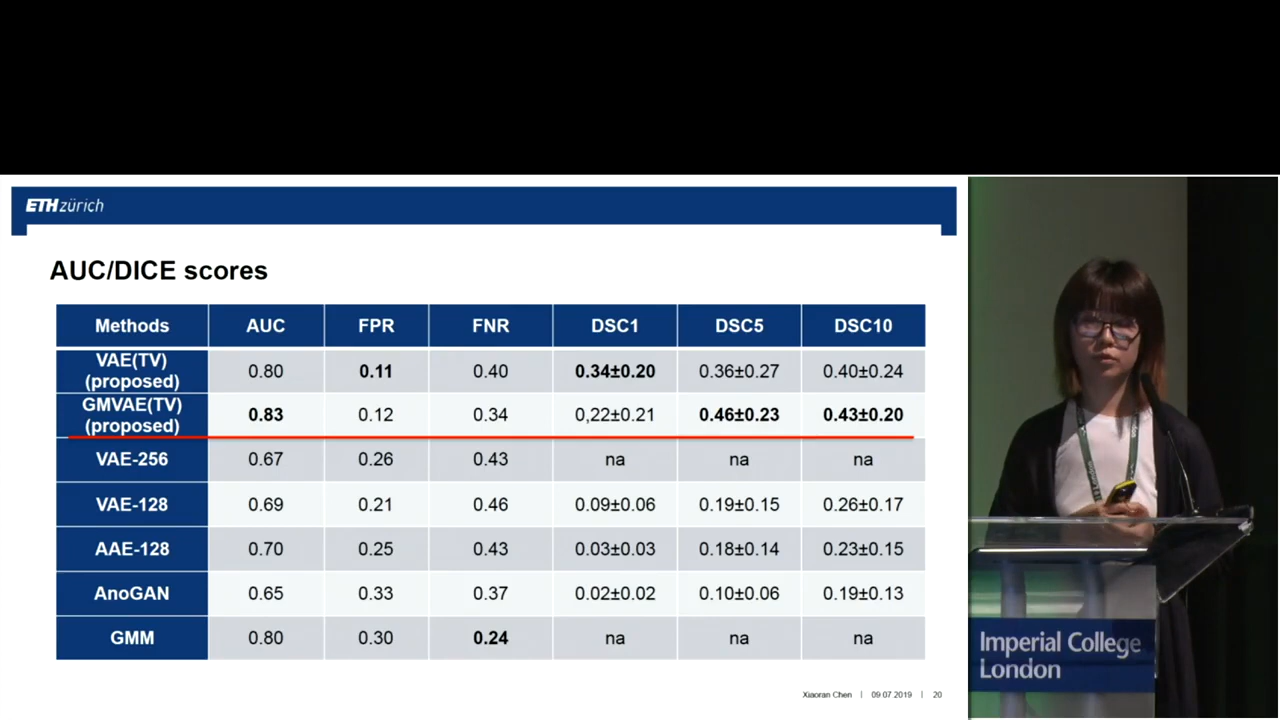 ETHzürich
AUC/DICE scores
Methods AUC FPR FNR DSC1 DSC5 DSC10
VAE(TV)
(proposed) 0.80 0.11 0.40 0.34±0.20 0.36±0.27 0.40±0.24
GMVAE(TV)
(proposed) 0.83 0.12 0.34 0,22±0.21 0.46±0.23 0.43±0.20
VAE-256 0.67 0.26 0.43 na na na
VAE-128 0.69 0.21 0.46 0.09±0.06 0.19±0.15 0.26±0.17
AAE-128 0.70 0.25 0.43 0.03±0.03 0.18±0.14 0.23±0.15
AnoGAN 0.65 0.33 0.37 0.02±0.02 0.10±0.06 0.19±0.13
GMM 0.80 0.30 0.24 na na na
Xiaoran Chen | 09.07.2019 | 20
Imperial College
London